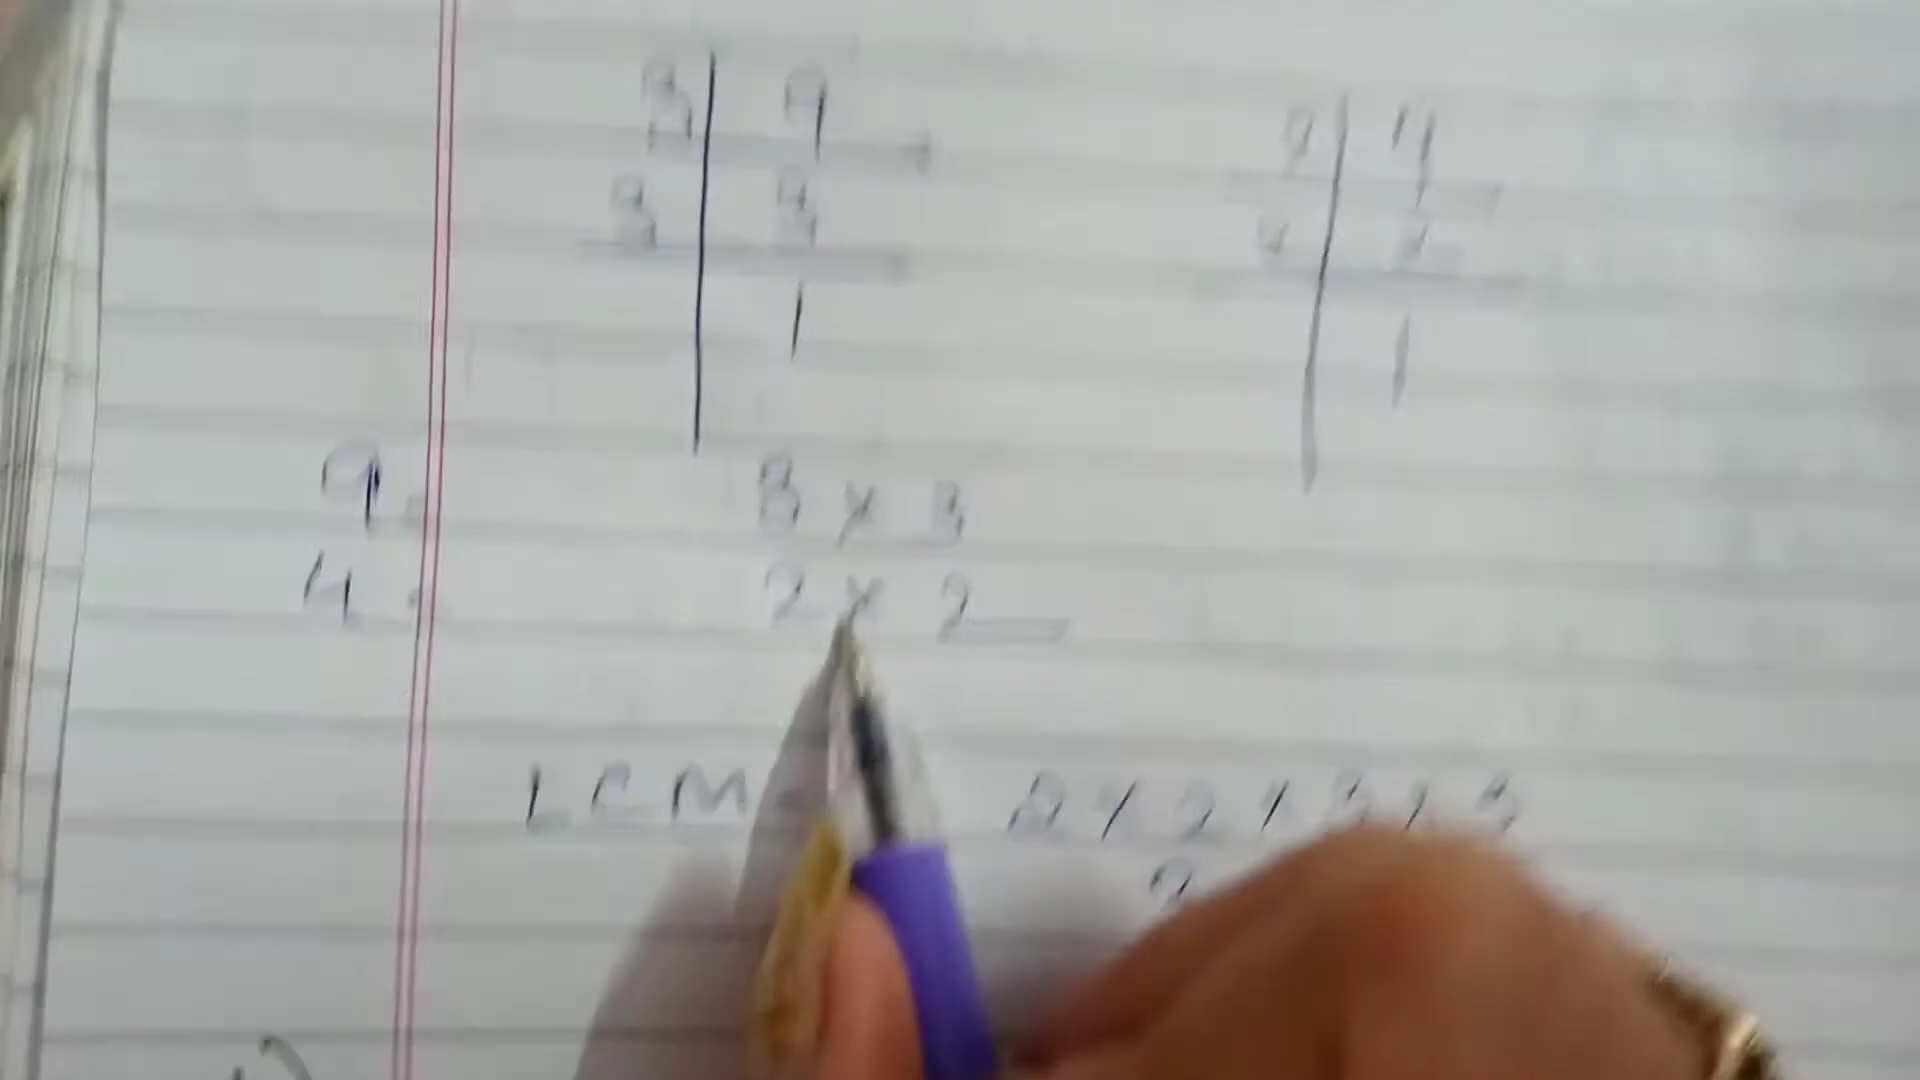 3 | 9    2 | 4
3 | 3    2 | 2
1    1
9 = 3 x 3
4 = 2 x 2
LCM = 2 x 2 x 3 x 3